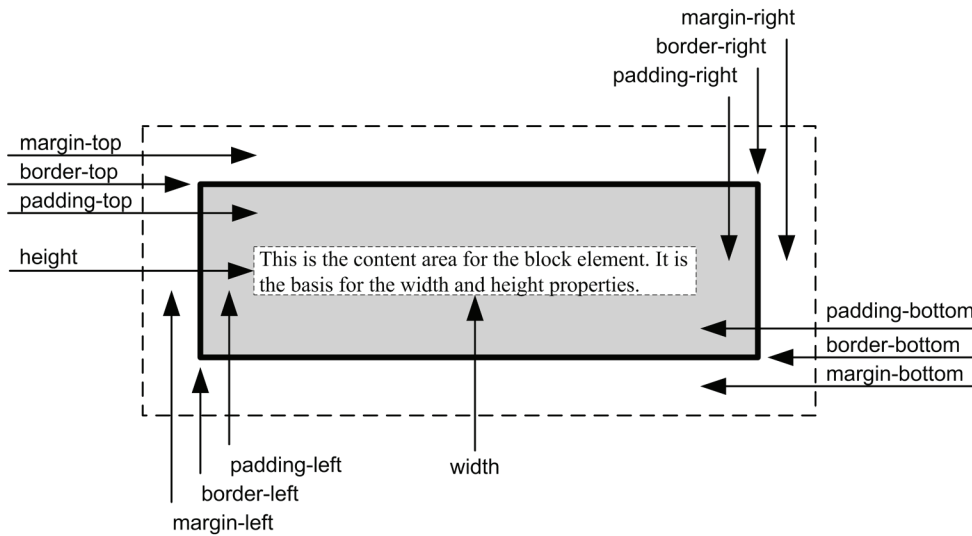 margin-right
border-right
padding-right
margin-top
border-top
padding-top
height
This is the content area for the block element. It is
the basis for the width and height properties.
padding-bottom
border-bottom
margin-bottom
padding-left
width
border-left
margin-left